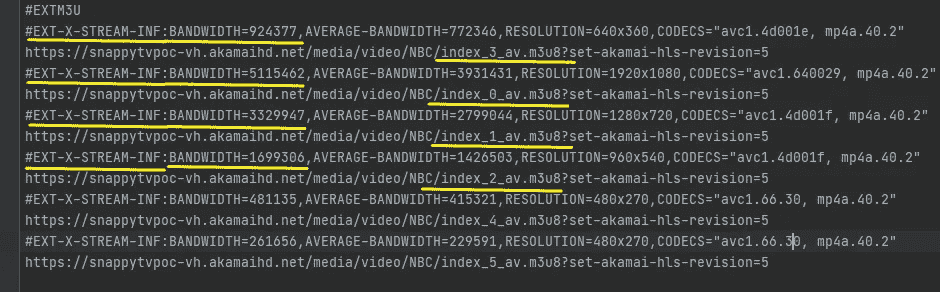 #EXTM3U
#EXT-X-STREAM-INF:BANDWIDTH=924377,AVERAGE-BANDWIDTH=772346,RESOLUTION=640x360,CODECS="avc1.4d001e, mp4a.40.2"
https://snappytvpoc-vh.akamaihd.net/media/video/NBC/index_3_av.m3u8?set-akamai-hls-revision=5
#EXT-X-STREAM-INF:BANDWIDTH=5115462,AVERAGE-BANDWIDTH=3931431,RESOLUTION=1920x1080,CODECS="avc1.640029, mp4a.40.2"
https://snappytvpoc-vh.akamaihd.net/media/video/NBC/index_0_av.m3u8?set-akamai-hls-revision=5
#EXT-X-STREAM-INF:BANDWIDTH=3329947,AVERAGE-BANDWIDTH=2799044,RESOLUTION=1280x720,CODECS="avc1.4d001f, mp4a.40.2"
https://snappytvpoc-vh.akamaihd.net/media/video/NBC/index_1_av.m3u8?set-akamai-hls-revision=5
#EXT-X-STREAM-INF:BANDWIDTH=1699306,AVERAGE-BANDWIDTH=1426503,RESOLUTION=960x540,CODECS="avc1.4d001f, mp4a.40.2"
https://snappytvpoc-vh.akamaihd.net/media/video/NBC/index_2_av.m3u8?set-akamai-hls-revision=5
#EXT-X-STREAM-INF:BANDWIDTH=481135,AVERAGE-BANDWIDTH=415321,RESOLUTION=480x270,CODECS="avc1.66.30, mp4a.40.2"
https://snappytvpoc-vh.akamaihd.net/media/video/NBC/index_4_av.m3u8?set-akamai-hls-revision=5
#EXT-X-STREAM-INF:BANDWIDTH=261656,AVERAGE-BANDWIDTH=229591,RESOLUTION=480x270,CODECS="avc1.66.30, mp4a.40.2"
https://snappytvpoc-vh.akamaihd.net/media/video/NBC/index_5_av.m3u8?set-akamai-hls-revision=5